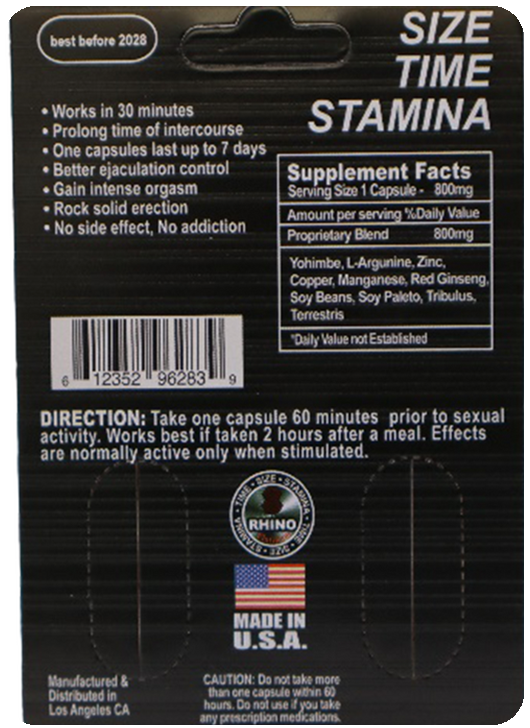 best before 2028
SIZE
TIME
STAMINA
• Works in 30 minutes
• Prolong time of intercourse
• One capsules last up to 7 days
• Better ejaculation control
• Gain intense orgasm
• Rock solid erection
• No side effect, No addiction
Supplement Facts
Serving Size 1 Capsule - 800mg
Amount per serving %Daily Value
Proprietary Blend 800mg
Yohimbe, L-Argunine, Zinc,
Copper, Manganese, Red Ginseng,
Soy Beans, Soy Paleto, Tribulus,
Terrestris
*Daily Value not Established
6 12352 96283 9
DIRECTION: Take one capsule 60 minutes prior to sexual
activity. Works best if taken 2 hours after a meal. Effects
are normally active only when stimulated.
TIME • SIZE • STAMINA • TIME • SIZE • STAMINA
RHINO
MADE IN
U.S.A.
Manufactured &
Distributed in
Los Angeles CA
CAUTION: Do not take more
than one capsule within 60
hours. Do not use if you take
any prescription medications.